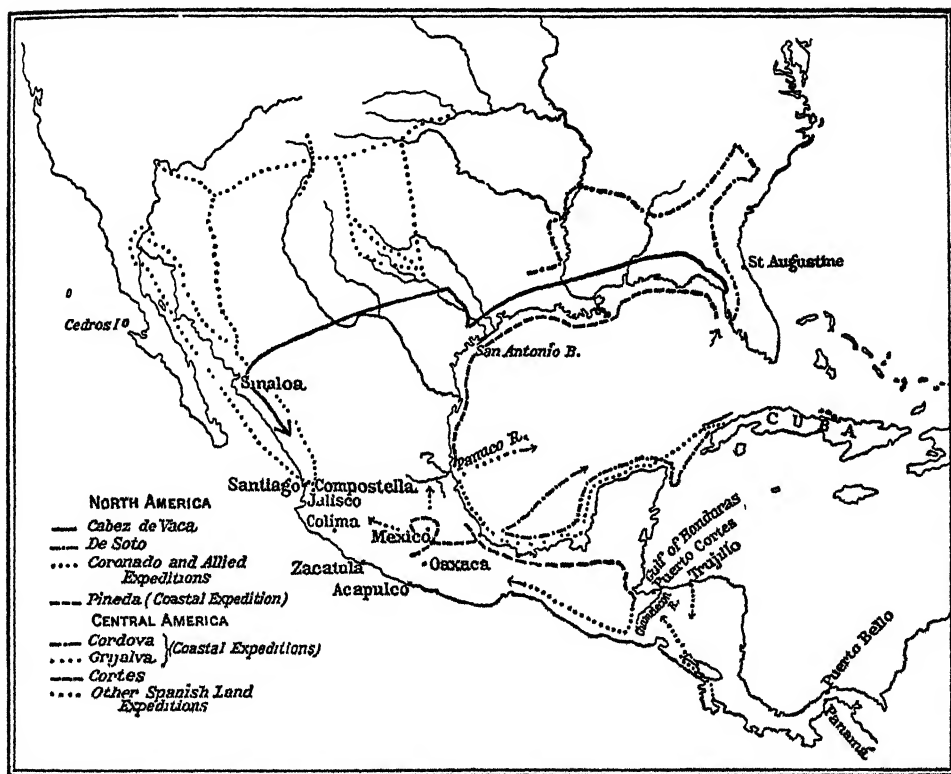 St Augustine
Cedros I.
San Antonio B.
Sinaloa
CUBA
Panuco R.
Santiago
Compostella
Jalisco
Colima
Mexico
Zacatula
Oaxaca
Acapulco
Gulf of Honduras
Puerto Cortes
Trujillo
R.
Puerto Bello
Panama
NORTH AMERICA
Cabez de Vaca
De Soto
Coronado and Allied
Expeditions
Pineda (Coastal Expedition)
CENTRAL AMERICA
Cordova
Grijalva } (Coastal Expeditions)
Cortes
Other Spanish Land
Expeditions